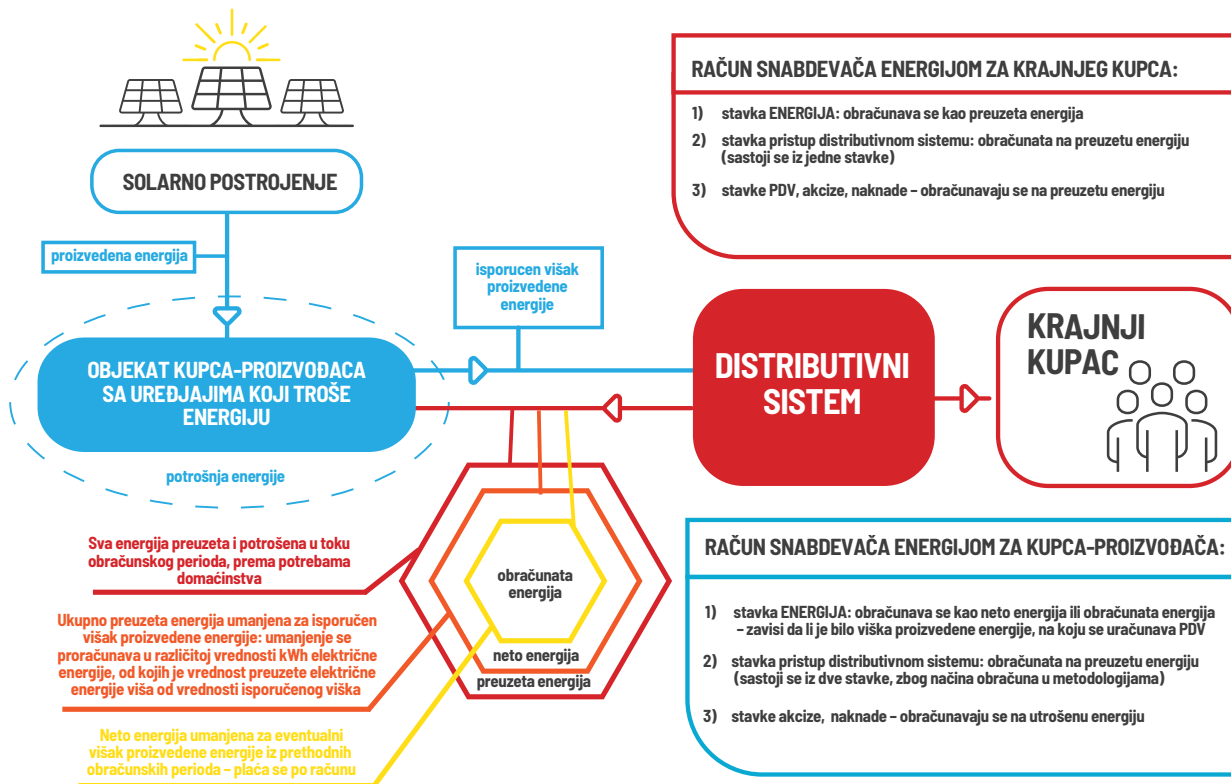 SOLARNO POSTROJENJE
proizvedena energija
isporucen višak
proizvedene
energije
OBJEKAT KUPCA-PROIZVOĐACA
SA UREĐJAJIMA KOJI TROŠE
ENERGIJU
potrošnja energije
DISTRIBUTIVNI
SISTEM
KRAJNJI
KUPAC
RAČUN SNABDEVAČA ENERGIJOM ZA KRAJNJEG KUPCA:
1) stavka ENERGIJA: obračunava se kao preuzeta energija
2) stavka pristup distributivnom sistemu: obračunata na preuzetu energiju
(sastoji se iz jedne stavke)
3) stavke PDV, akcize, naknade – obračunavaju se na preuzetu energiju
Sva energija preuzeta i potrošena u toku
obračunskog perioda, prema potrebama
domaćinstva
Ukupno preuzeta energija umanjena za isporučen
višak proizvedene energije: umanjenje se
proračunava u različitoj vrednosti kWh električne
energije, od kojih je vrednost preuzete električne
energije viša od vrednosti isporučenog viška
Neto energija umanjena za eventualni
višak proizvedene energije iz prethodnih
obračunskih perioda – plaća se po računu
obračunata
energija
neto energija
preuzeta energija
RAČUN SNABDEVAČA ENERGIJOM ZA KUPCA-PROIZVOĐAČA:
1) stavka ENERGIJA: obračunava se kao neto energija ili obračunata energija
– zavisi da li je bilo viška proizvedene energije, na koju se uračunava PDV
2) stavka pristup distributivnom sistemu: obračunata na preuzetu energiju
(sastoji se iz dve stavke, zbog načina obračuna u metodologijama)
3) stavke akcize, naknade – obračunavaju se na utrošenu energiju